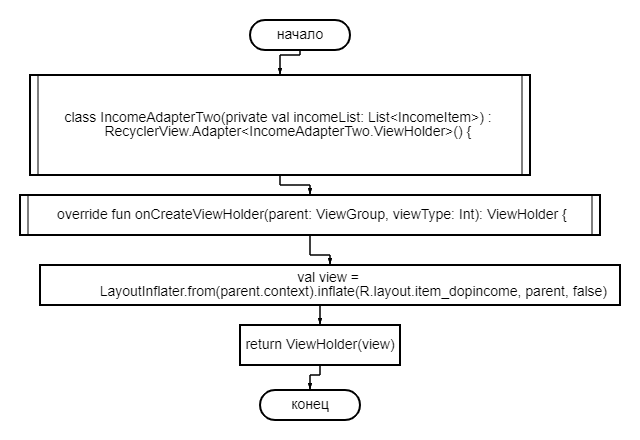 начало
class IncomeAdapterTwo(private val incomeList: List<IncomeItem>) :
RecyclerView.Adapter<IncomeAdapterTwo.ViewHolder>() {
override fun onCreateViewHolder(parent: ViewGroup, viewType: Int): ViewHolder {
val view =
LayoutInflater.from(parent.context).inflate(R.layout.item_dopincome, parent, false)
return ViewHolder(view)
конец